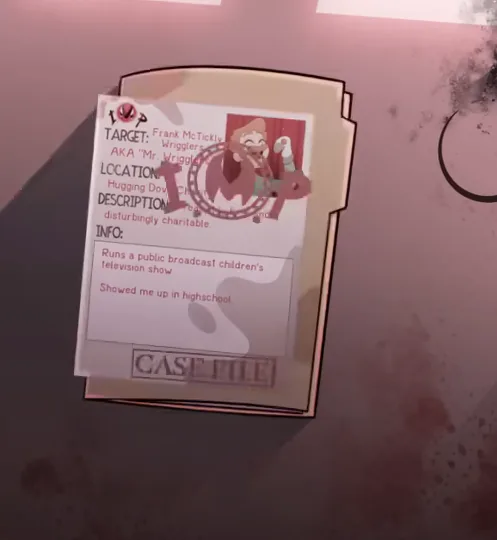 I.M.P
TARGET: Frank McTickly
Wrigglers
AKA "Mr.
LOCATION
Hugging
DESCRIPTION
disturbingly charitable
INFO:
Runs a public broadcast children's
television show
Showed me up in highschool
CASE FILE